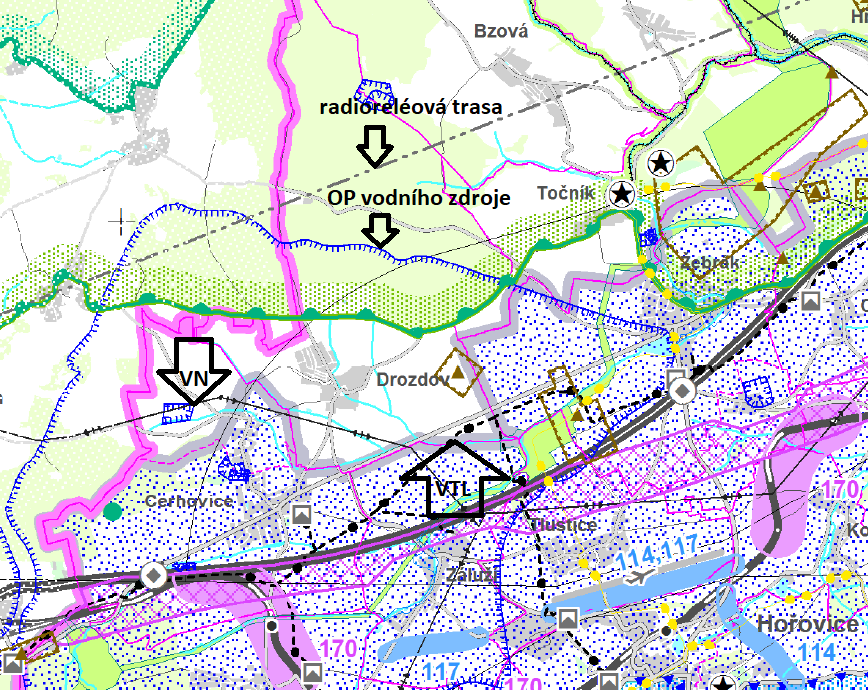 Bzová
radioreléová trasa
OP vodního zdroje
Točník
Žebrák
VN
Drozdov
VTL
Cerhovice
170
Tlustice
114 117
Záluží
Hořovice
170
117
114
170